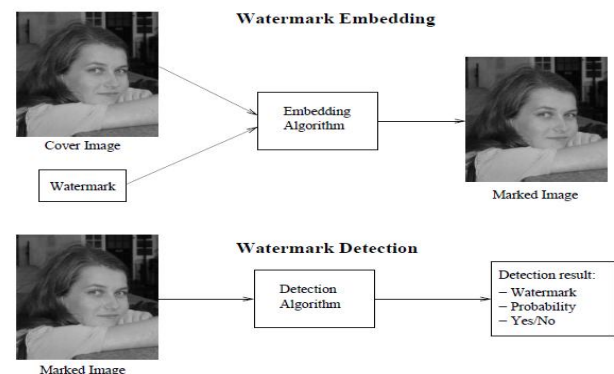 Watermark Embedding
Embedding
Algorithm
Cover Image
Watermark
Marked Image
Watermark Detection
Detection
Algorithm
Detection result:
– Watermark
– Probability
– Yes/No
Marked Image